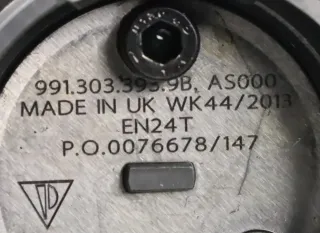 991.303.393.9B, AS000
MADE IN UK WK44/2013
EN24T
P.O.0076678/147